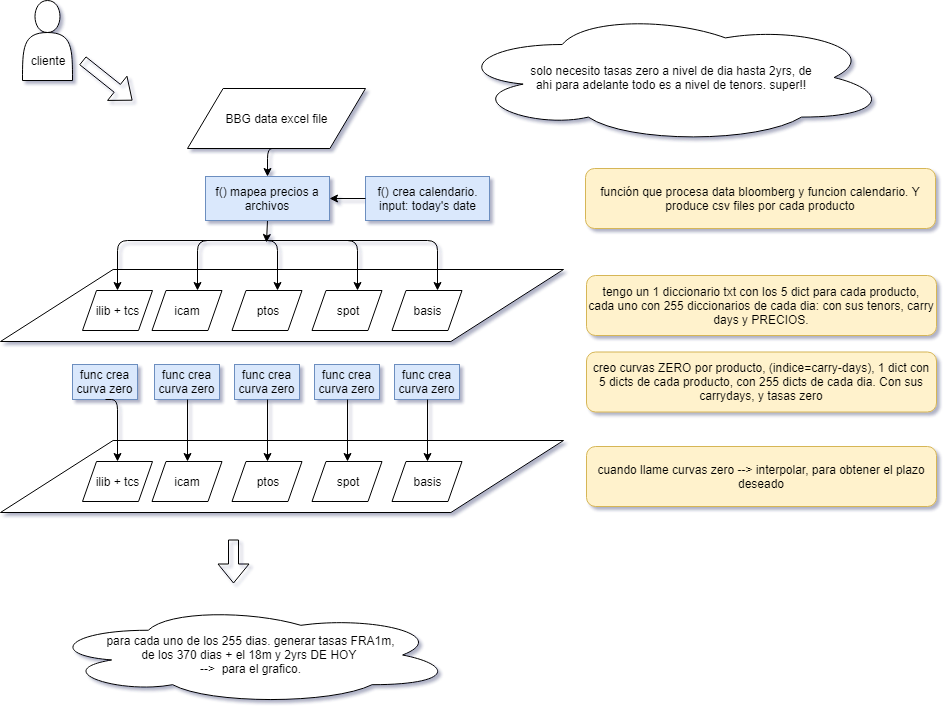 cliente
solo necesito tasas zero a nivel de dia hasta 2yrs, de
ahi para adelante todo es a nivel de tenors. super!!
BBG data excel file
f() mapea precios a
archivos
f() crea calendario.
input: today's date
función que procesa data bloomberg y funcion calendario. Y
produce csv files por cada producto
ilib + tcs
icam
ptos
spot
basis
tengo un 1 diccionario txt con los 5 dict para cada producto,
cada uno con 255 diccionarios de cada dia: con sus tenors, carry
days y PRECIOS.
func crea
curva zero
func crea
curva zero
func crea
curva zero
func crea
curva zero
func crea
curva zero
creo curvas ZERO por producto, (indice=carry-days), 1 dict con
5 dicts de cada producto, con 255 dicts de cada dia. Con sus
carrydays, y tasas zero
ilib + tcs
icam
ptos
spot
basis
cuando llame curvas zero --> interpolar, para obtener el plazo
deseado
para cada uno de los 255 dias. generar tasas FRA1m,
de los 370 dias + el 18m y 2yrs DE HOY
--> para el grafico.